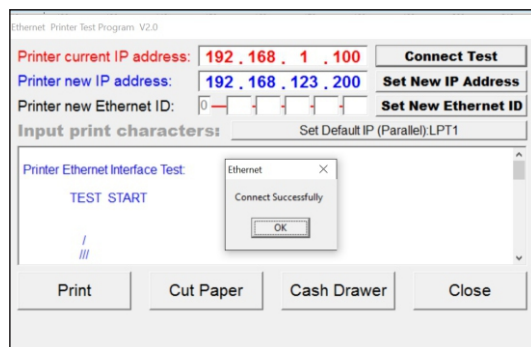 Ethernet Printer Test Program V2.0
Printer current IP address: 192 . 168 . 1 . 100 Connect Test
Printer new IP address: 192 . 168 . 123 . 200 Set New IP Address
Printer new Ethernet ID: 0 Set New Ethernet ID
Input print characters: Set Default IP (Parallel):LPT1
Printer Ethernet Interface Test:
TEST START
/
///
Ethernet
Connect Successfully
OK
Print Cut Paper Cash Drawer Close